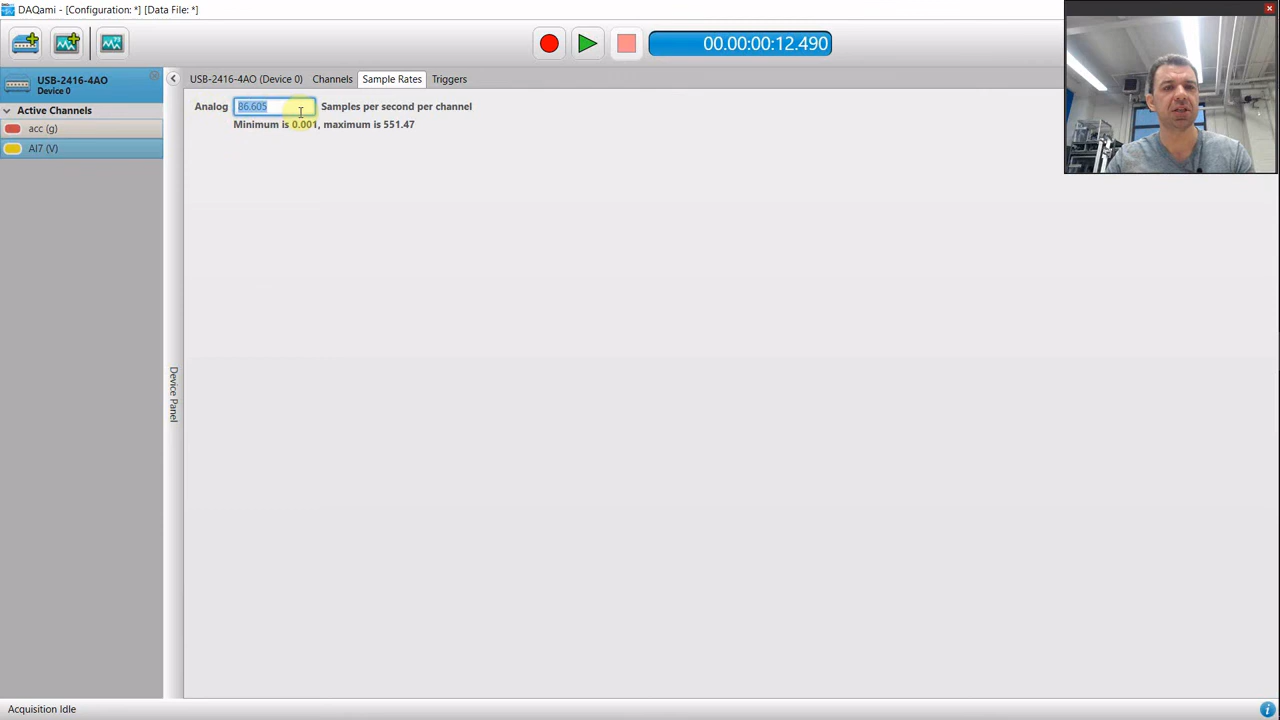 DAQami - [Configuration: *] [Data File: *]
00.00:00:12.490
USB-2416-4AO
Device 0
USB-2416-4AO (Device 0)
Channels
Sample Rates
Triggers
Active Channels
acc (g)
AI7 (V)
Analog
86.605
Samples per second per channel
Minimum is 0.001, maximum is 551.47
Device Panel
Acquisition Idle